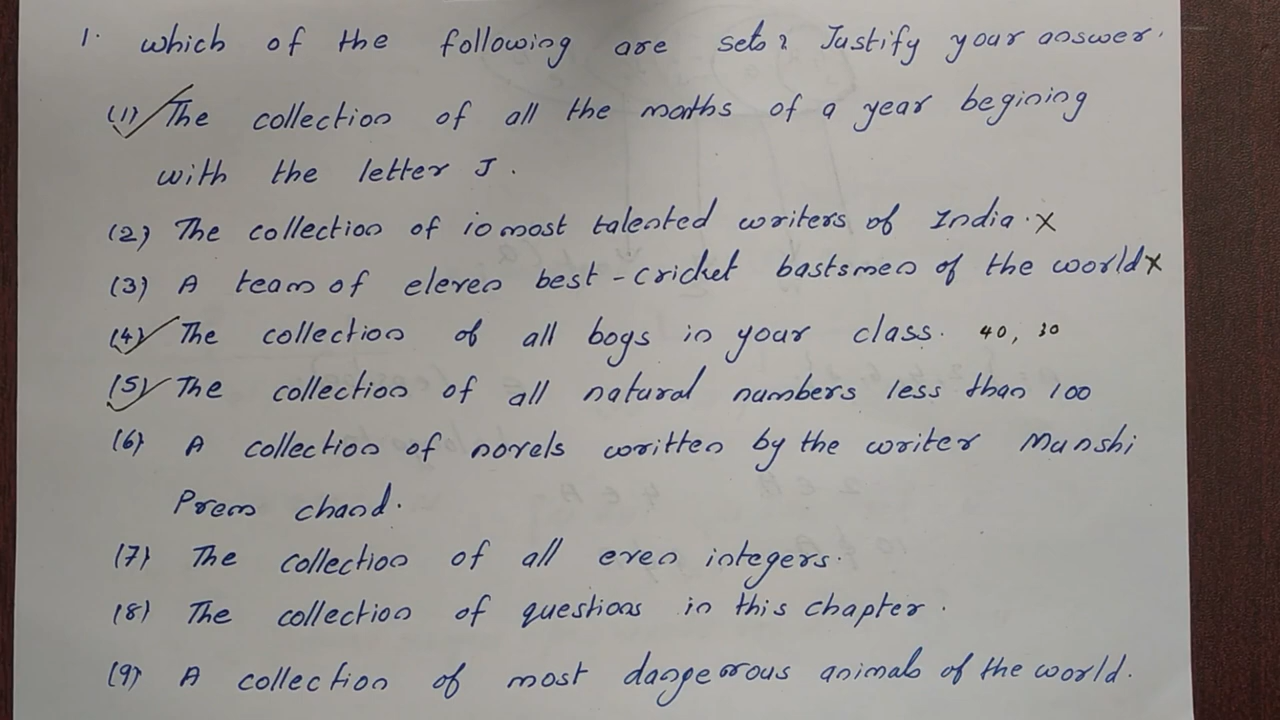 1. which of the following are sets? Justify your answer.
(1) The collection of all the moths of a year begining
with the letter J.
(2) The collection of 10 most talented writers of India. X
(3) A team of eleven best-cricket bastsmen of the world X
(4) The collection of all boys in your class. 40, 30
(5) The collection of all natural numbers less than 100
(6) A collection of novels written by the writer Munshi
Prem chand.
(7) The collection of all even integers.
(8) The collection of questions in this chapter.
(9) A collection of most dangerous animals of the world.